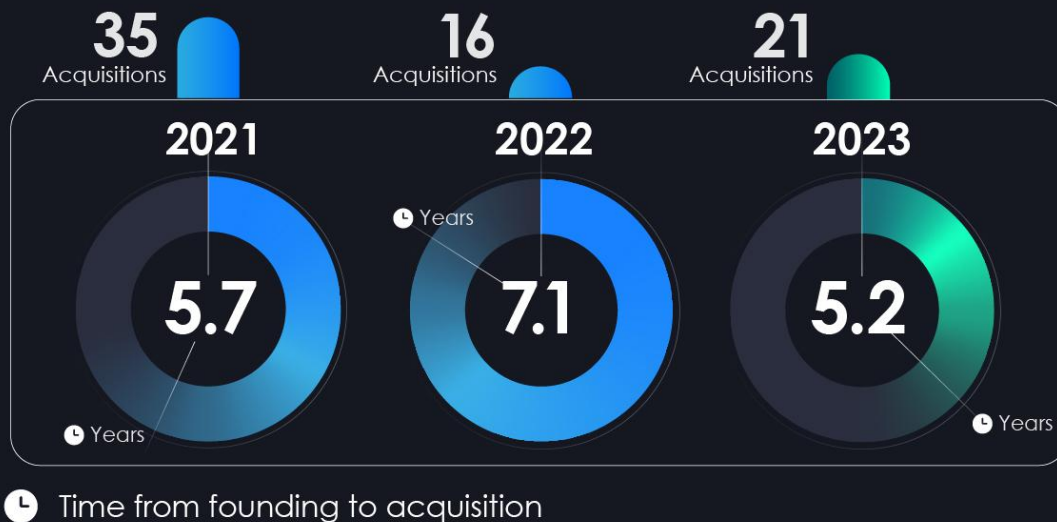 35
Acquisitions
16
Acquisitions
21
Acquisitions
2021
2022
2023
5.7
Years
7.1
Years
5.2
Years
Time from founding to acquisition